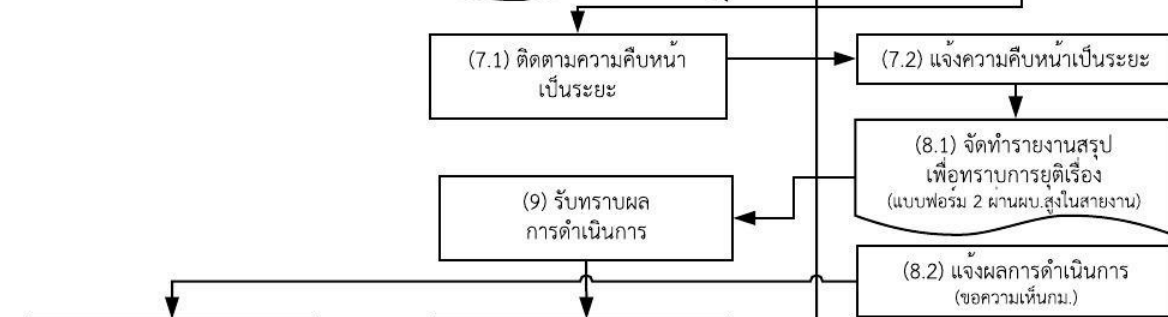 (7.1) ติดตามความคืบหน้า
เป็นระยะ
(7.2) แจ้งความคืบหน้าเป็นระยะ
(8.1) จัดทำรายงานสรุป
เพื่อทราบการยุติเรื่อง
(แบบฟอร์ม 2 ผ่านผบ.สูงในสายงาน)
(9) รับทราบผล
การดำเนินการ
(8.2) แจ้งผลการดำเนินการ
(ขอความเห็นกม.)